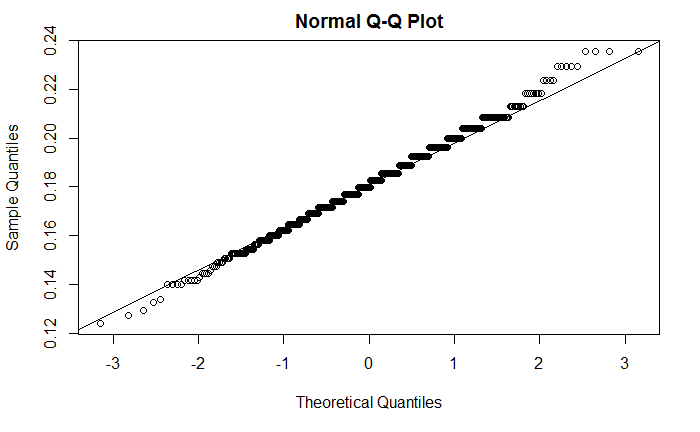 Normal Q-Q Plot
Sample Quantiles
0.24
0.22
0.20
0.18
0.16
0.14
0.12
-3 -2 -1 0 1 2 3
Theoretical Quantiles